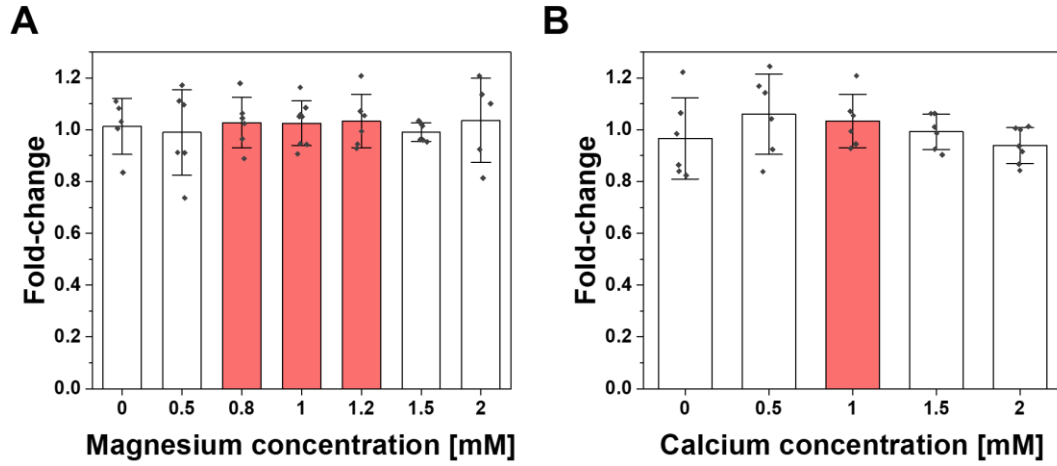 A
Fold-change
1.2
1.0
0.8
0.6
0.4
0.2
0.0
0 0.5 0.8 1 1.2 1.5 2
Magnesium concentration [mM]
B
Fold-change
1.2
1.0
0.8
0.6
0.4
0.2
0.0
0 0.5 1 1.5 2
Calcium concentration [mM]